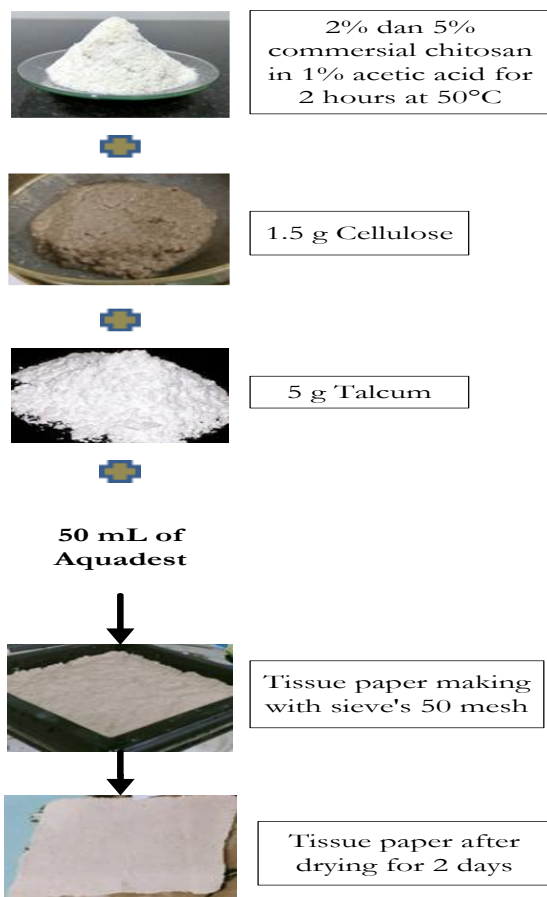 2% dan 5%
commersial chitosan
in 1% acetic acid for
2 hours at 50°C
1.5 g Cellulose
5 g Talcum
50 mL of
Aquadest
Tissue paper making
with sieve's 50 mesh
Tissue paper after
drying for 2 days